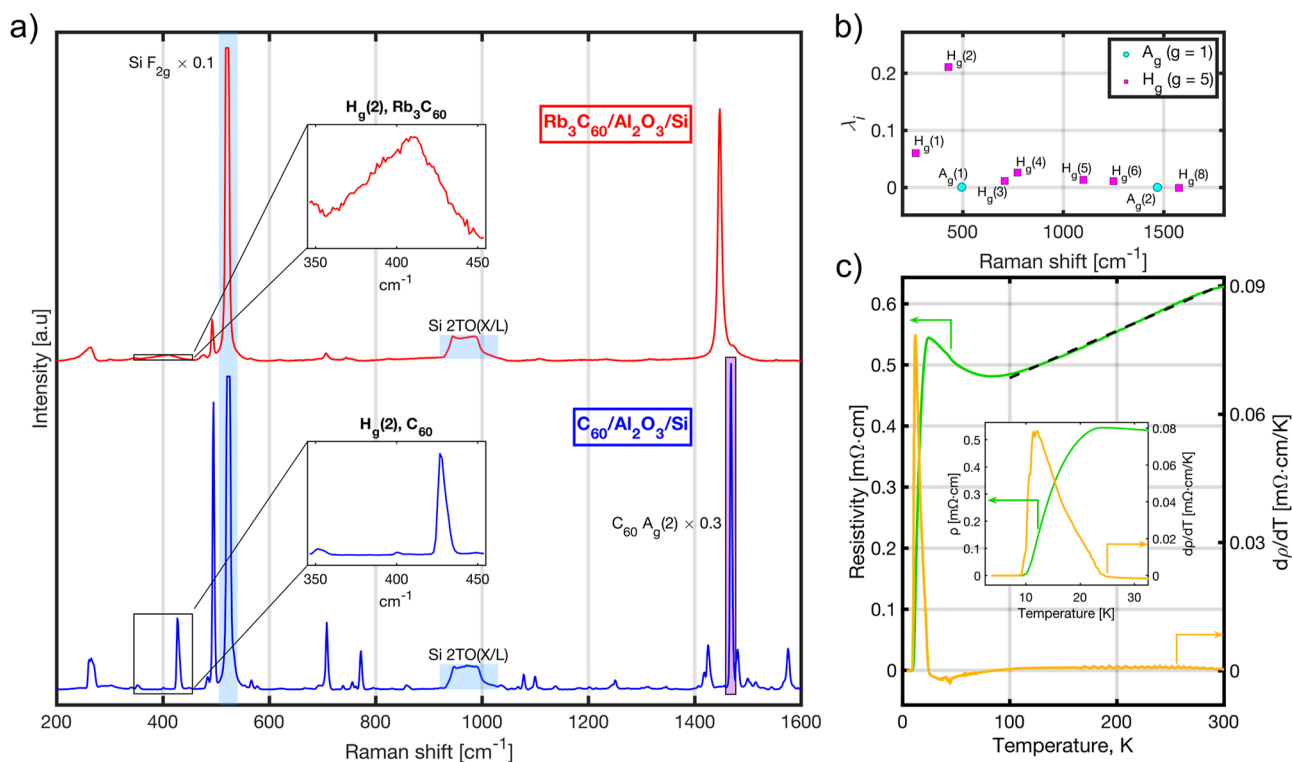 a)
Si F2g × 0.1
Hg(2), Rb3C60
350 400 450
cm-1
Rb3C60/Al2O3/Si
Si 2TO(X/L)
Hg(2), C60
350 400 450
cm-1
C60/Al2O3/Si
C60 Ag(2) × 0.3
Si 2TO(X/L)
Intensity [a.u]
200 400 600 800 1000 1200 1400 1600
Raman shift [cm-1]
b)
Ag (g = 1)
Hg (g = 5)
Hg(2)
Hg(1)
Ag(1)
Hg(3)
Hg(4)
Hg(5)
Hg(6)
Ag(2)
Hg(8)
λi
0.2
0.1
0
500 1000 1500
Raman shift [cm-1]
c)
Resistivity [mΩ·cm]
0.6
0.5
0.4
0.3
0.2
0.1
0
0.09
0.06
0.03
0
dρ/dT [mΩ·cm/K]
ρ [mΩ·cm]
0.5
0.4
0.3
0.2
0.1
0
0.08
0.06
0.04
0.02
0
dρ/dT [mΩ·cm/K]
10 20 30
Temperature [K]
0 100 200 300
Temperature, K